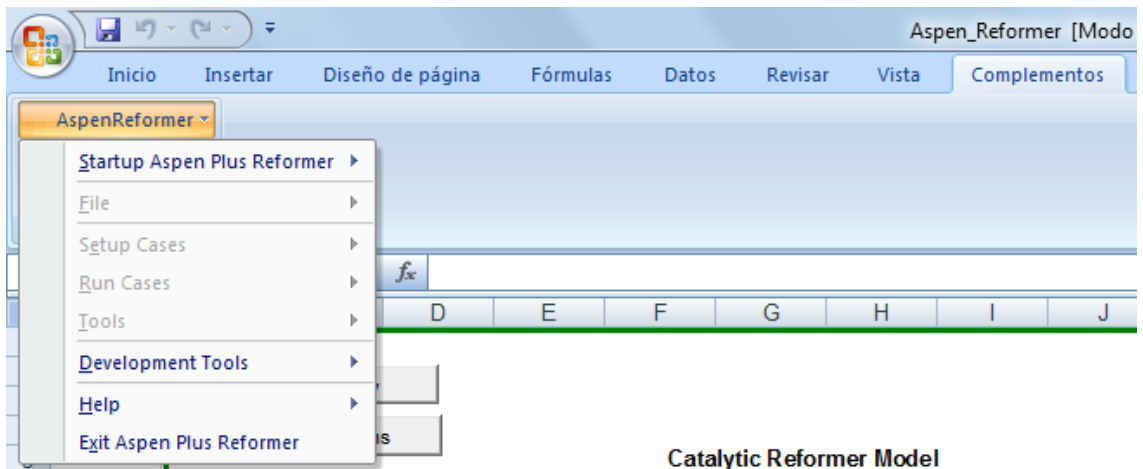 Aspen_Reformer [Modo
Inicio Insertar Diseño de página Fórmulas Datos Revisar Vista Complementos
AspenReformer
Startup Aspen Plus Reformer
File
Setup Cases
Run Cases
Tools
Development Tools
Help
Exit Aspen Plus Reformer
fx
D E F G H I J
Catalytic Reformer Model